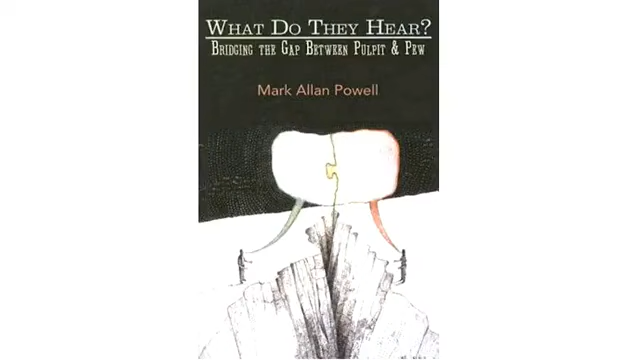 WHAT DO THEY HEAR?
BRIDGING THE GAP BETWEEN PULPIT & PEW
Mark Allan Powell